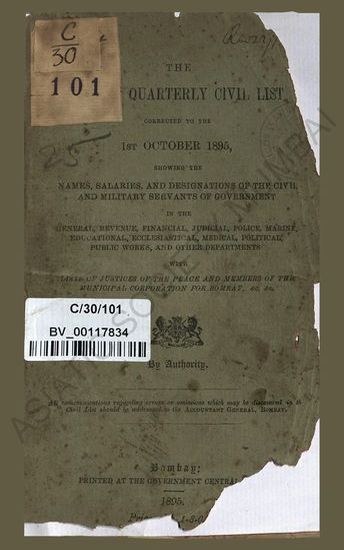 C
30
101
THE
QUARTERLY CIVIL LIST
CORRECTED TO THE
1ST OCTOBER 1895,
SHOWING THE
NAMES, SALARIES, AND DESIGNATIONS OF THE CIVIL
AND MILITARY SERVANTS OF GOVERNMENT
IN THE
GENERAL, REVENUE, FINANCIAL, JUDICIAL, POLICE, MARINE,
EDUCATIONAL, ECCLESIASTICAL, MEDICAL, POLITICAL,
PUBLIC WORKS, AND OTHER DEPARTMENTS
WITH
OF JUSTICES OF THE PEACE AND MEMBERS OF THE
MUNICIPAL CORPORATION FOR BOMBAY, &c. &c.
C/30/101
BV_00117834
By Authority.
All communications regarding errors or omissions which may be discovered in the
Civil List should be addressed to the ACCOUNTANT GENERAL, BOMBAY.
Bombay:
PRINTED AT THE GOVERNMENT CENTRAL
1895.